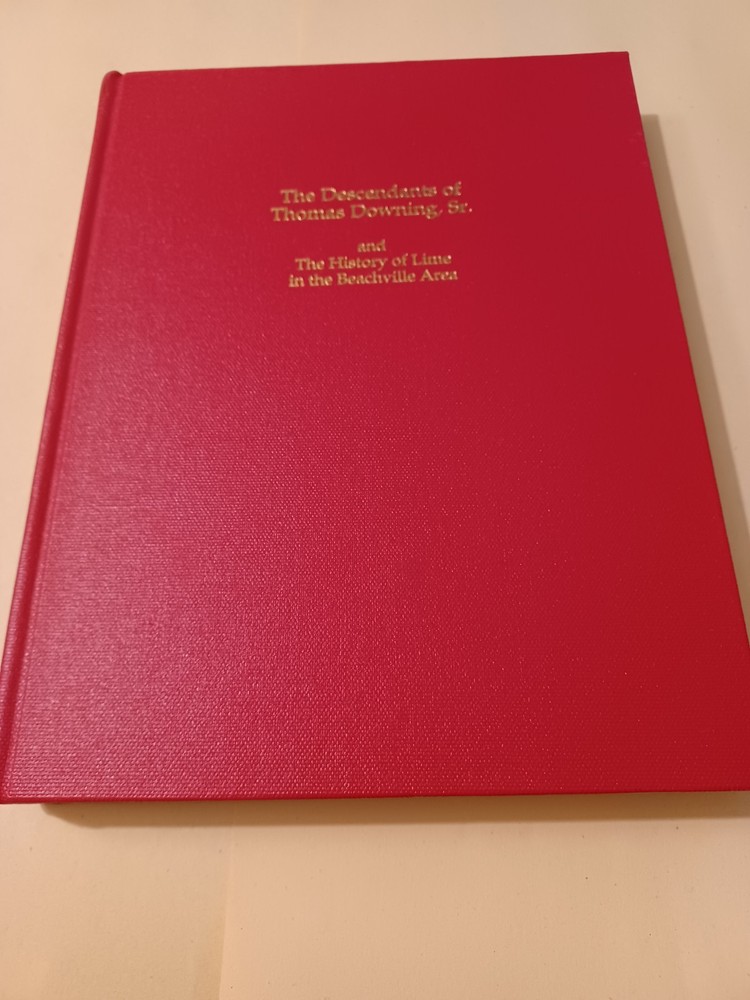 The Descendants of
Thomas Downing, Sr.
and
The History of Lime
in the Beachville Area